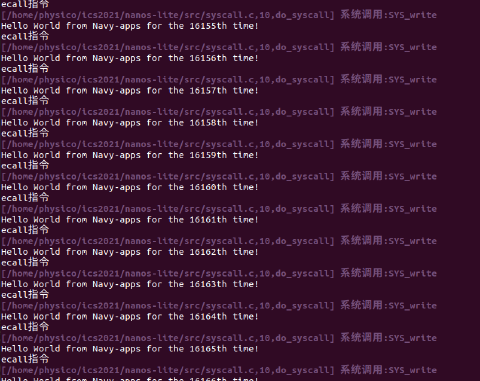 ecall指令
[/home/physico/ics2021/nanos-lite/src/syscall.c,10,do_syscall] 系统调用:SYS_write
Hello World from Navy-apps for the 16155th time!
ecall指令
[/home/physico/ics2021/nanos-lite/src/syscall.c,10,do_syscall] 系统调用:SYS_write
Hello World from Navy-apps for the 16156th time!
ecall指令
[/home/physico/ics2021/nanos-lite/src/syscall.c,10,do_syscall] 系统调用:SYS_write
Hello World from Navy-apps for the 16157th time!
ecall指令
[/home/physico/ics2021/nanos-lite/src/syscall.c,10,do_syscall] 系统调用:SYS_write
Hello World from Navy-apps for the 16158th time!
ecall指令
[/home/physico/ics2021/nanos-lite/src/syscall.c,10,do_syscall] 系统调用:SYS_write
Hello World from Navy-apps for the 16159th time!
ecall指令
[/home/physico/ics2021/nanos-lite/src/syscall.c,10,do_syscall] 系统调用:SYS_write
Hello World from Navy-apps for the 16160th time!
ecall指令
[/home/physico/ics2021/nanos-lite/src/syscall.c,10,do_syscall] 系统调用:SYS_write
Hello World from Navy-apps for the 16161th time!
ecall指令
[/home/physico/ics2021/nanos-lite/src/syscall.c,10,do_syscall] 系统调用:SYS_write
Hello World from Navy-apps for the 16162th time!
ecall指令
[/home/physico/ics2021/nanos-lite/src/syscall.c,10,do_syscall] 系统调用:SYS_write
Hello World from Navy-apps for the 16163th time!
ecall指令
[/home/physico/ics2021/nanos-lite/src/syscall.c,10,do_syscall] 系统调用:SYS_write
Hello World from Navy-apps for the 16164th time!
ecall指令
[/home/physico/ics2021/nanos-lite/src/syscall.c,10,do_syscall] 系统调用:SYS_write
Hello World from Navy-apps for the 16165th time!
ecall指令
[/home/physico/ics2021/nanos-lite/src/syscall.c,10,do_syscall] 系统调用:SYS_write
Hello World from Navy-apps for the 16166th time!